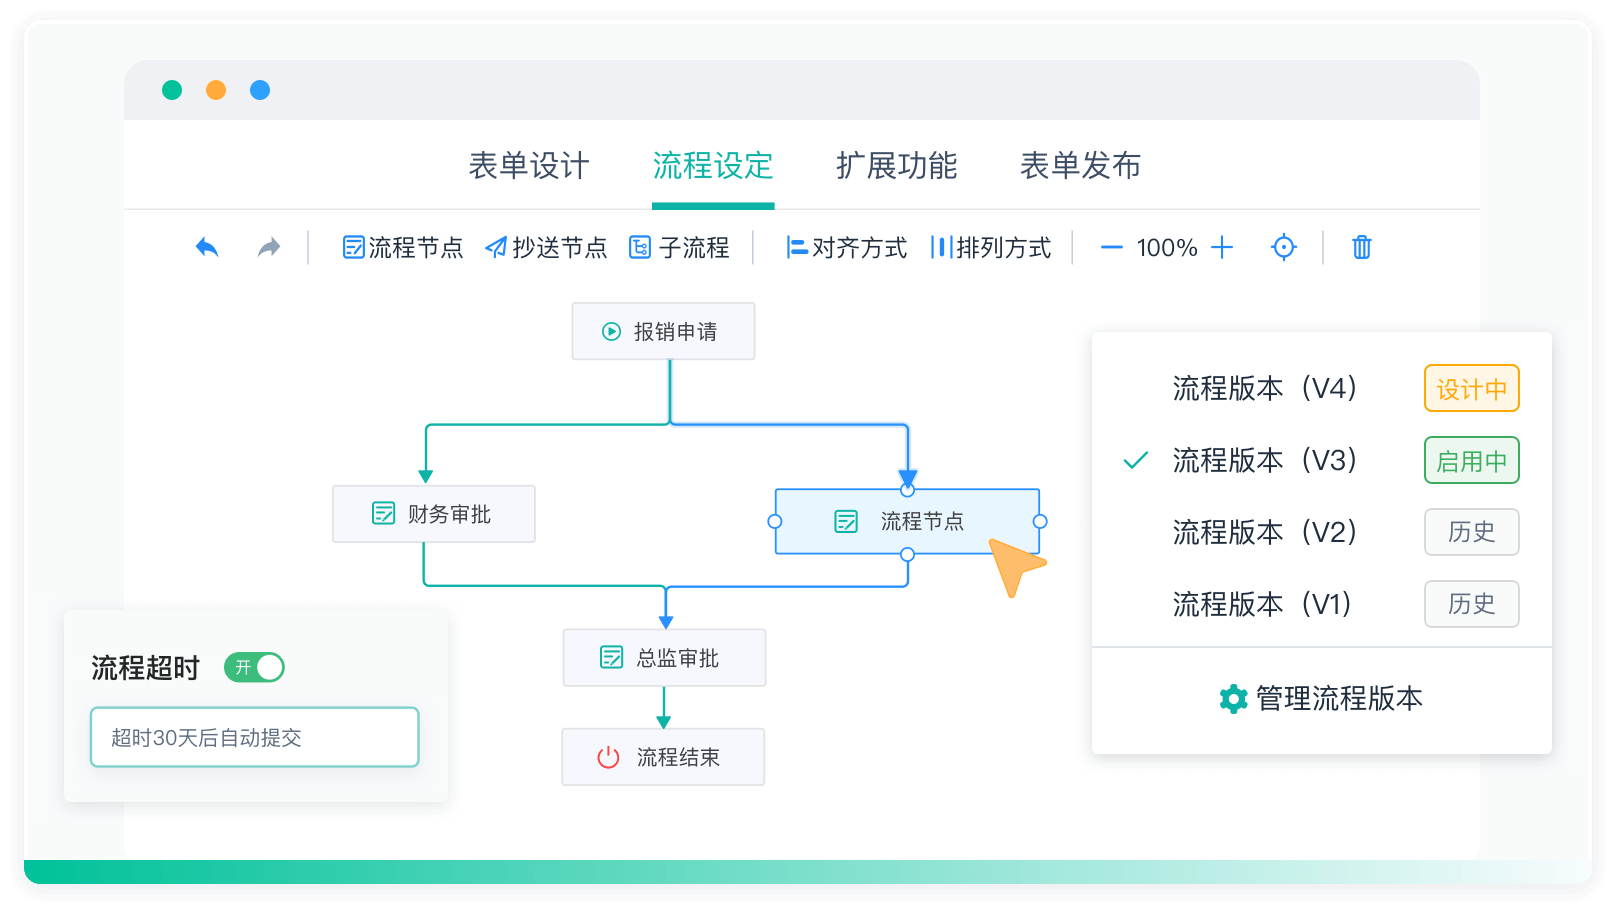 表单设计 流程设定 扩展功能 表单发布
流程节点 抄送节点 子流程 对齐方式 排列方式 100%
报销申请
财务审批
流程节点
总监审批
流程结束
流程超时 开
超时30天后自动提交
流程版本（V4） 设计中
流程版本（V3） 启用中
流程版本（V2） 历史
流程版本（V1） 历史
管理流程版本